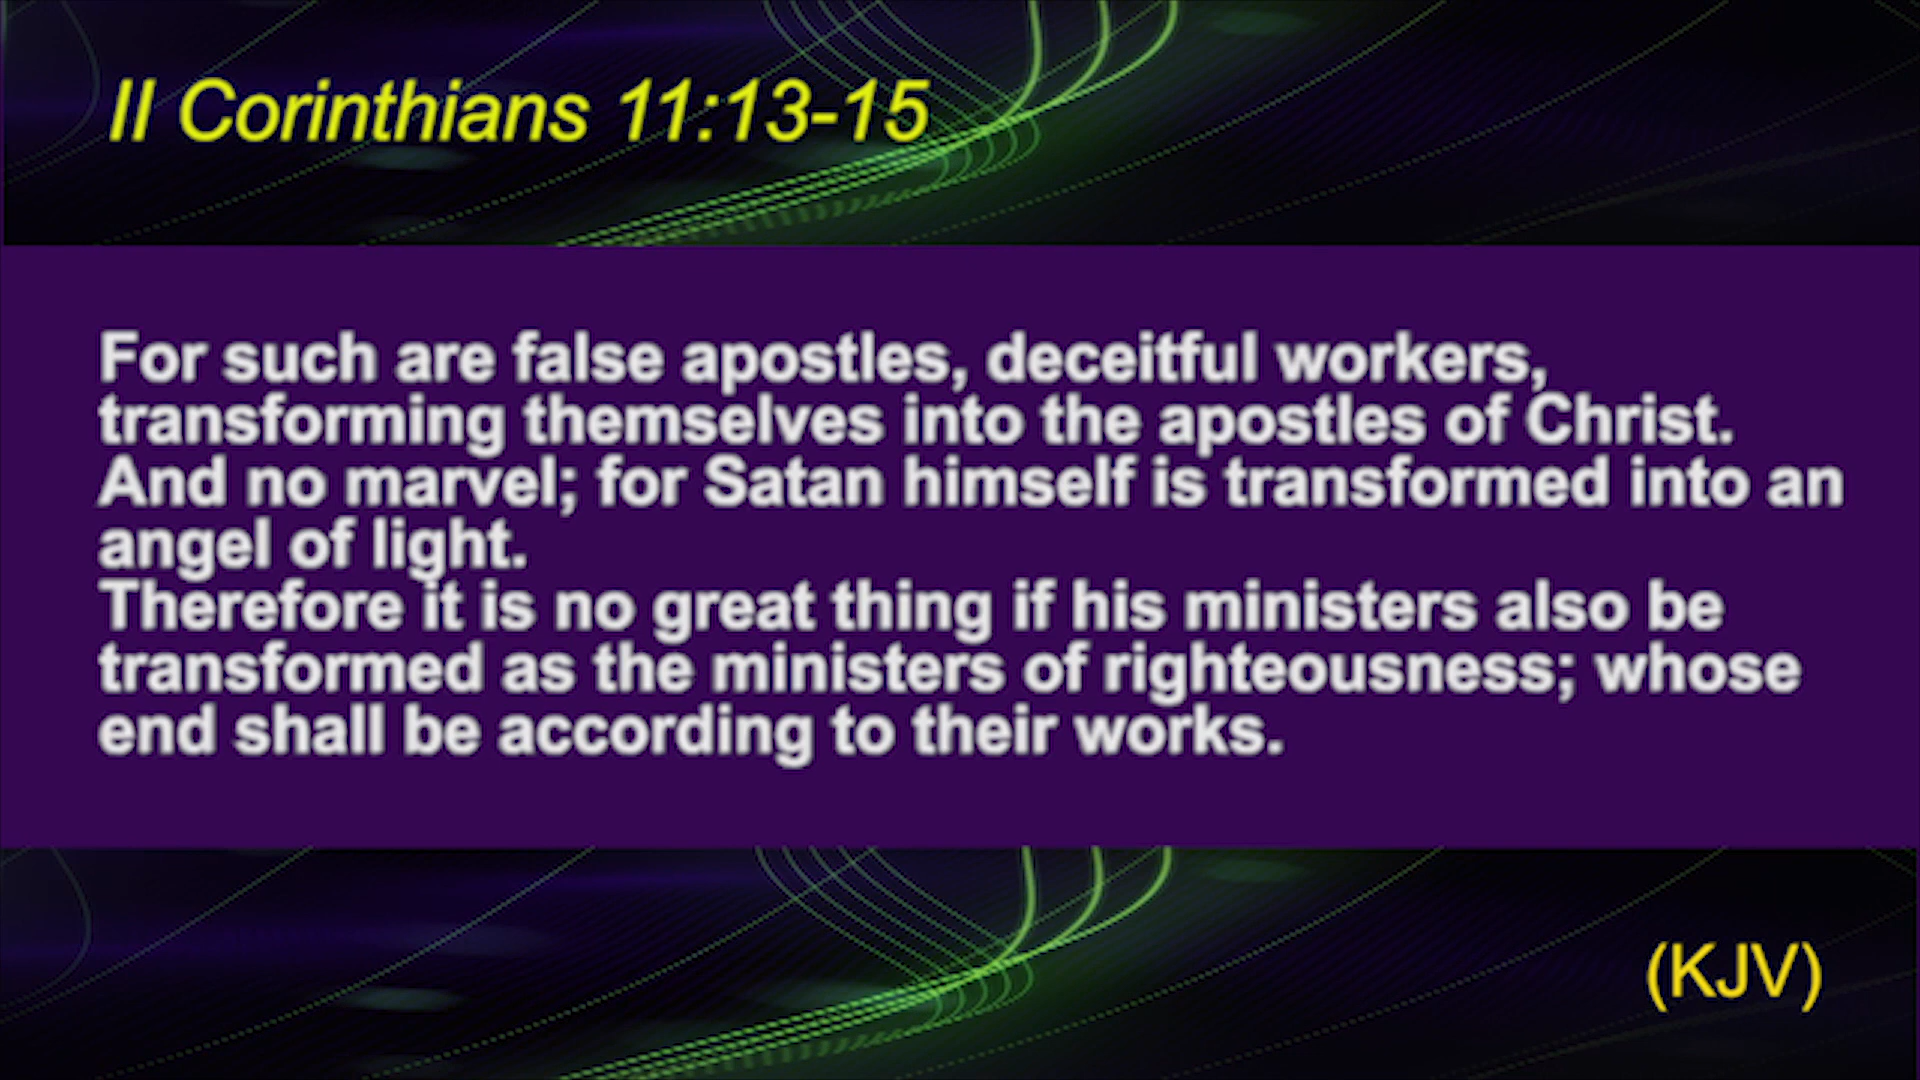 II Corinthians 11:13-15
For such are false apostles, deceitful workers,
transforming themselves into the apostles of Christ.
And no marvel; for Satan himself is transformed into an
angel of light.
Therefore it is no great thing if his ministers also be
transformed as the ministers of righteousness; whose
end shall be according to their works.
(KJV)